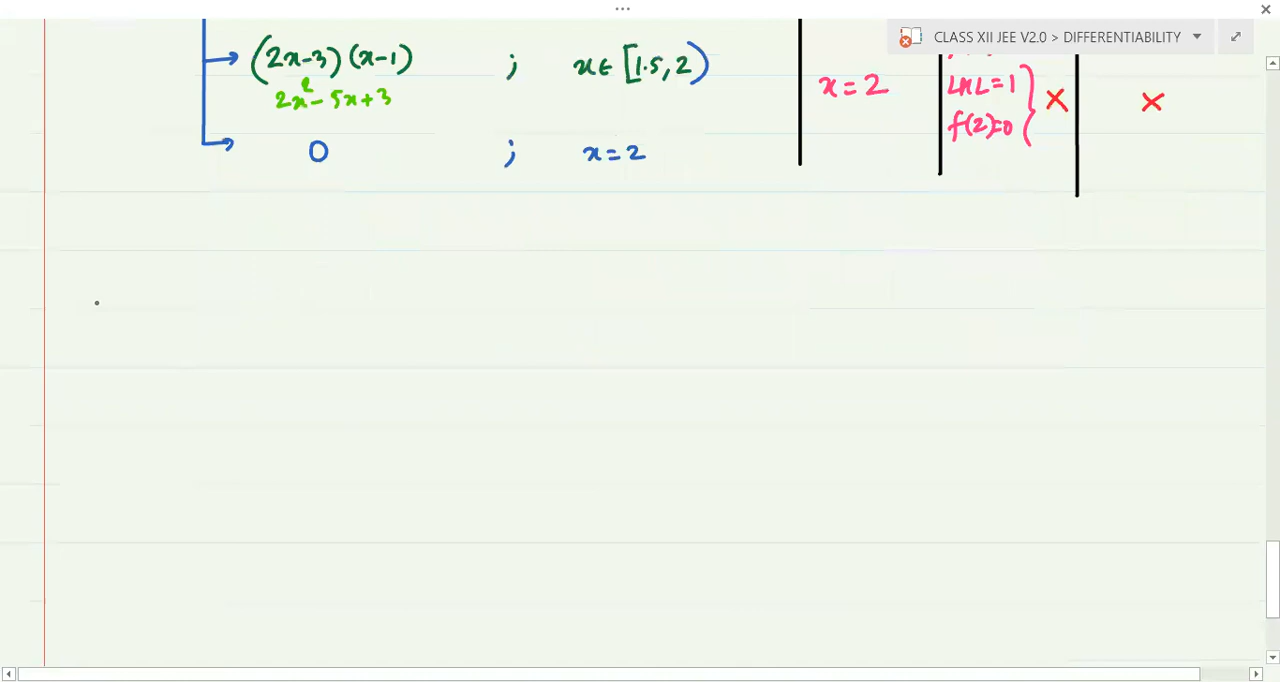 CLASS XII JEE V2.0 > DIFFERENTIABILITY
(2x-3)(x-1) ; x∈[1.5,2)
2x²-5x+3
0 ; x=2
x=2
LHL=1
f(2)=0
×
×